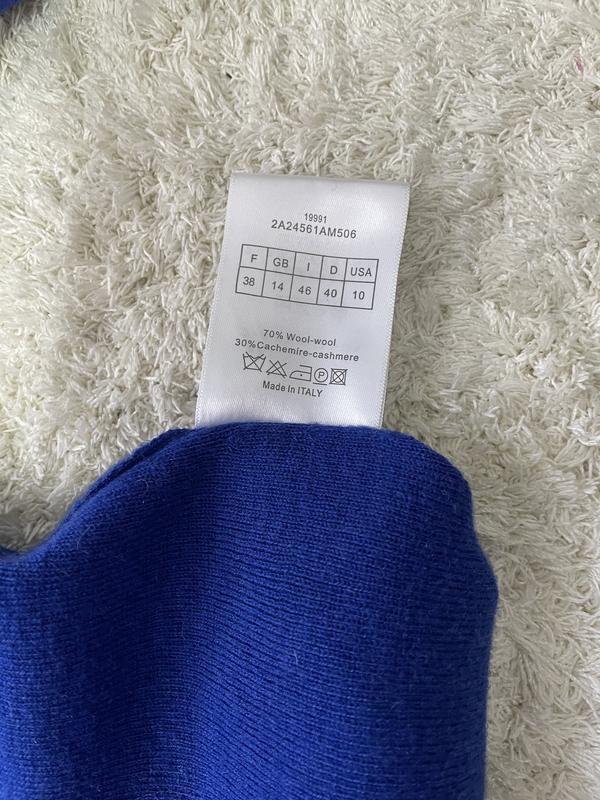 19991
2A24561AM506
F GB I D USA
38 14 46 40 10
70% Wool-wool
30%Cachemire-cashmere
P
Made in ITALY